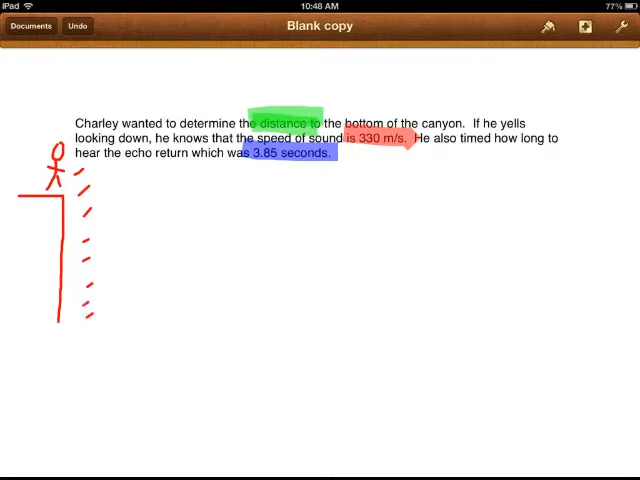 iPad 10:48 AM 77%
Documents Undo Blank copy
Charley wanted to determine the distance to the bottom of the canyon. If he yells
looking down, he knows that the speed of sound is 330 m/s. He also timed how long to
hear the echo return which was 3.85 seconds.